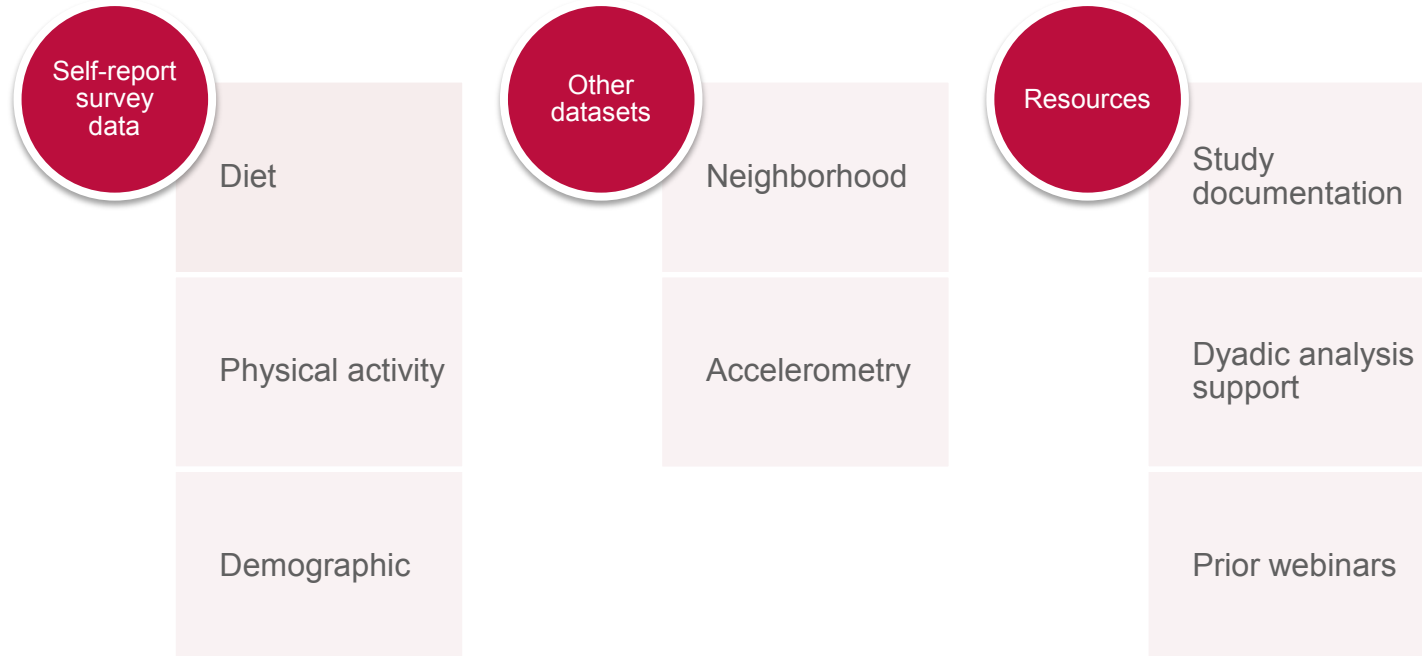 Self-report
survey
data
Diet
Physical activity
Demographic
Other
datasets
Neighborhood
Accelerometry
Resources
Study
documentation
Dyadic analysis
support
Prior webinars